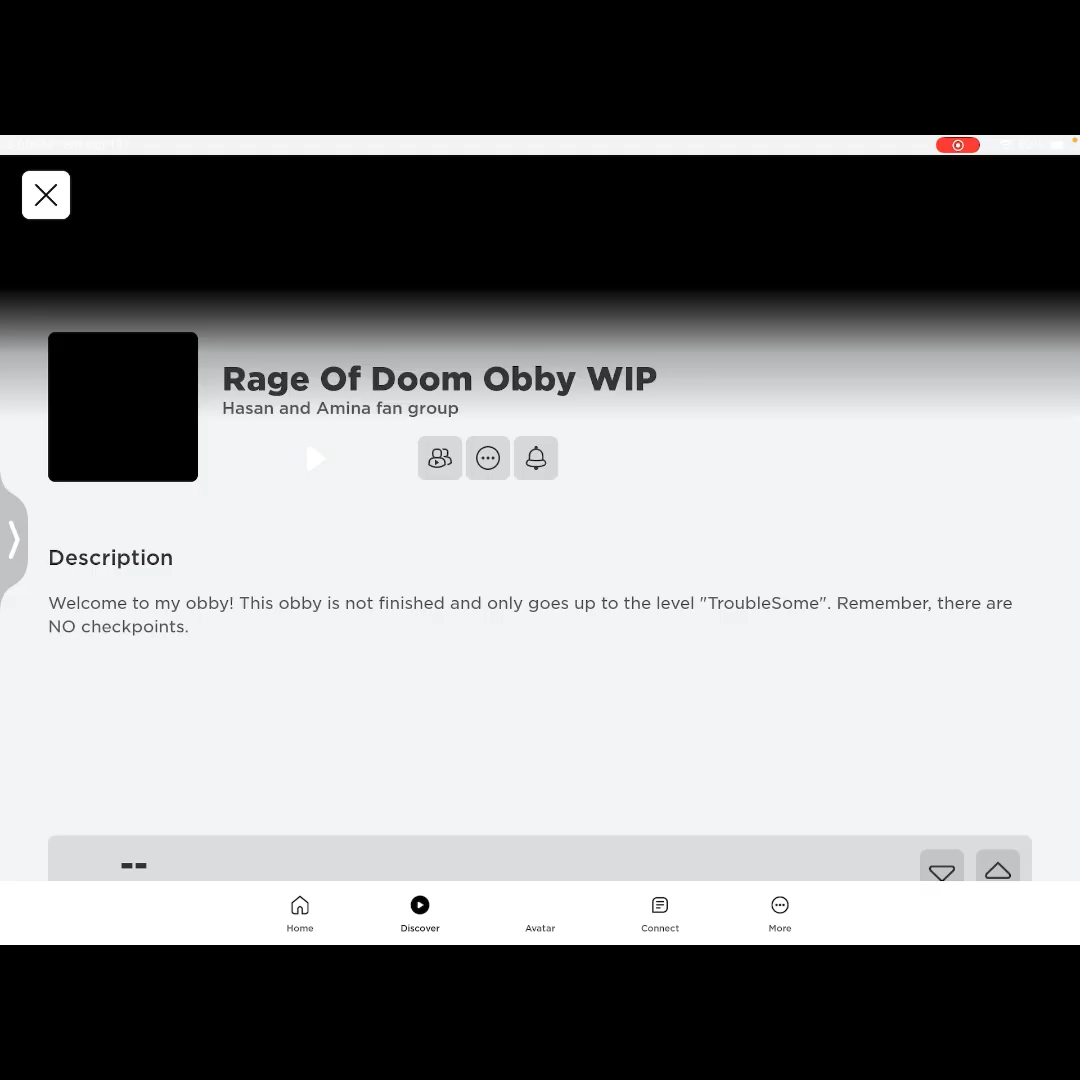 Rage Of Doom Obby WIP
Hasan and Amina fan group
Description
Welcome to my obby! This obby is not finished and only goes up to the level "TroubleSome". Remember, there are
NO checkpoints.
--
Home Discover Avatar Connect More